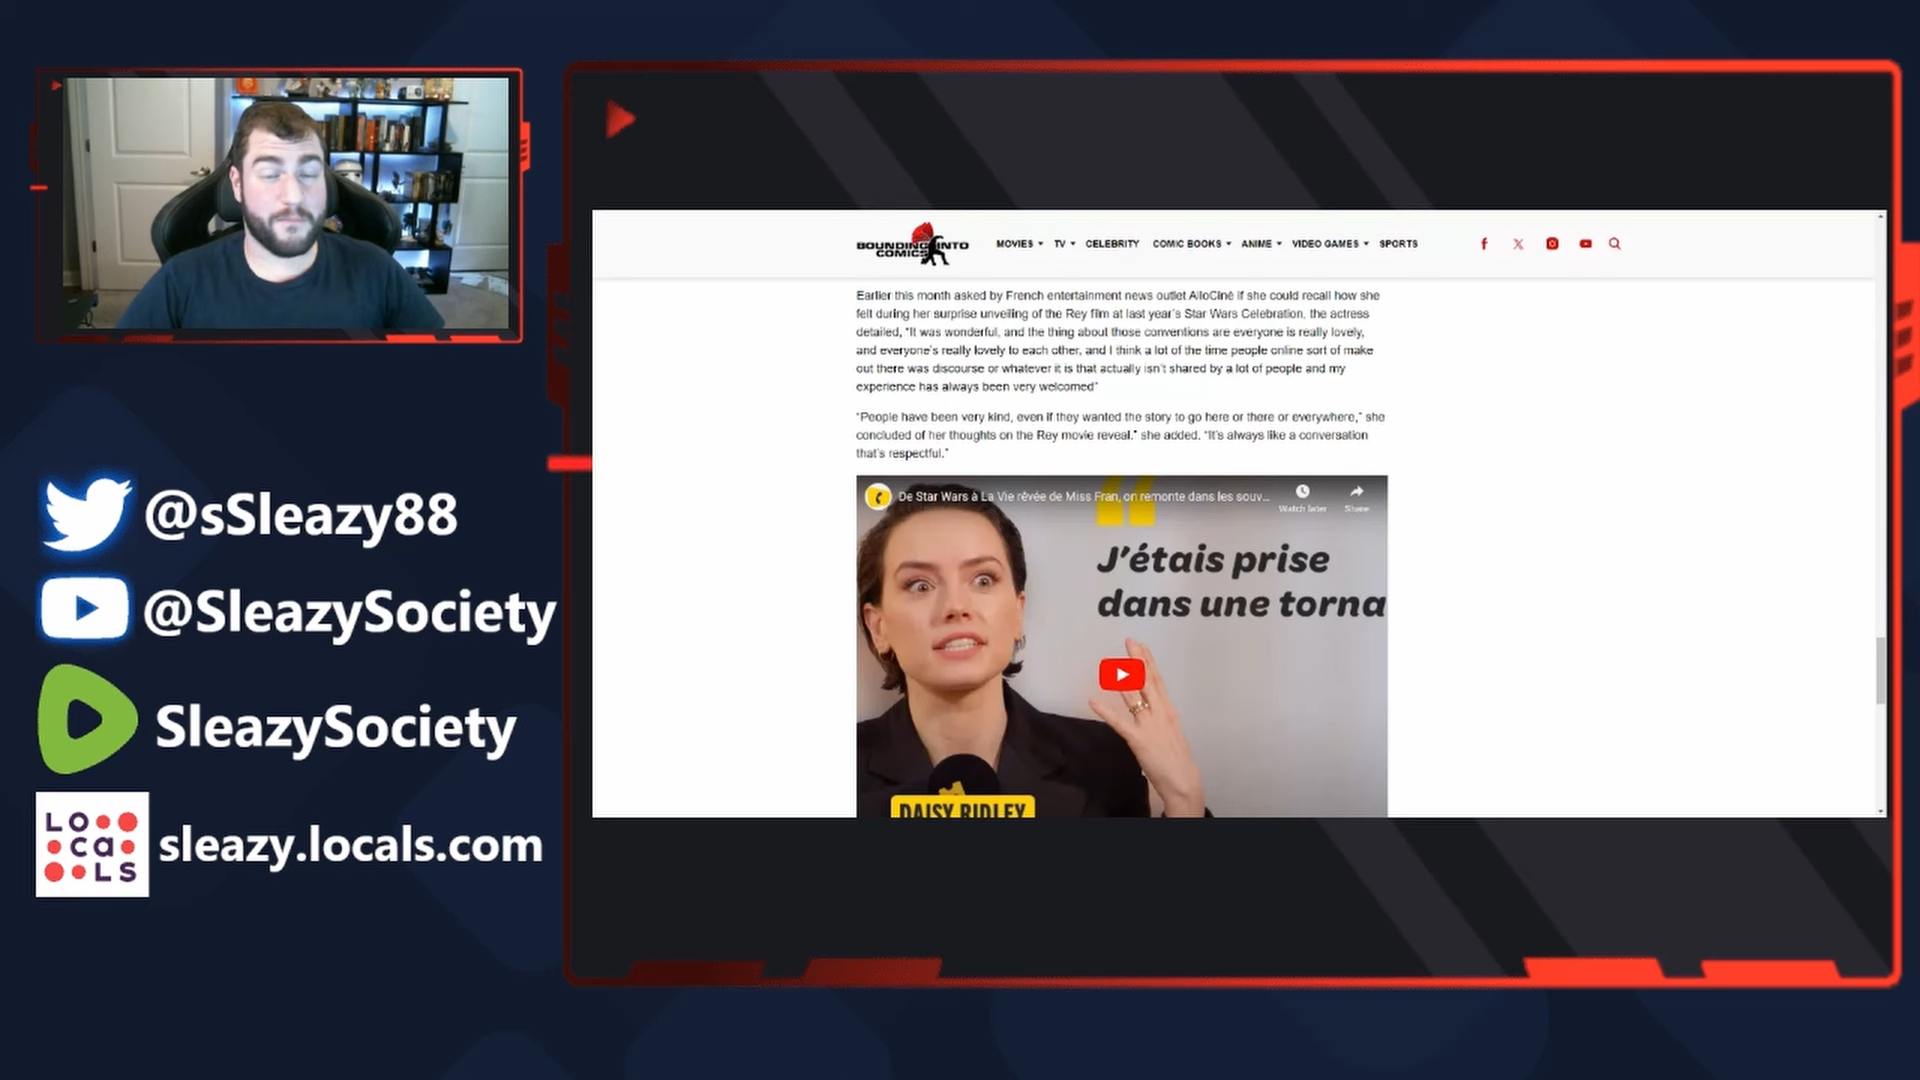 @sSleazy88
@SleazySociety
SleazySociety
LOcaLS
sleazy.locals.com
BOUNDING INTO
COMICS
MOVIES TV CELEBRITY COMIC BOOKS ANIME VIDEO GAMES SPORTS
Earlier this month asked by French entertainment news outlet AlloCiné if she could recall how she
felt during her surprise unveiling of the Rey film at last year's Star Wars Celebration, the actress
detailed, "It was wonderful, and the thing about those conventions are everyone is really lovely,
and everyone's really lovely to each other, and I think a lot of the time people online sort of make
out there was discourse or whatever it is that actually isn't shared by a lot of people and my
experience has always been very welcomed"
"People have been very kind, even if they wanted the story to go here or there or everywhere," she
concluded of her thoughts on the Rey movie reveal." she added. "It's always like a conversation
that's respectful."
De Star Wars à La Vie rêvée de Miss Fran, on remonte dans les souv...
Watch later Share
J'étais prise
dans une torna
DAISY RIDLEY